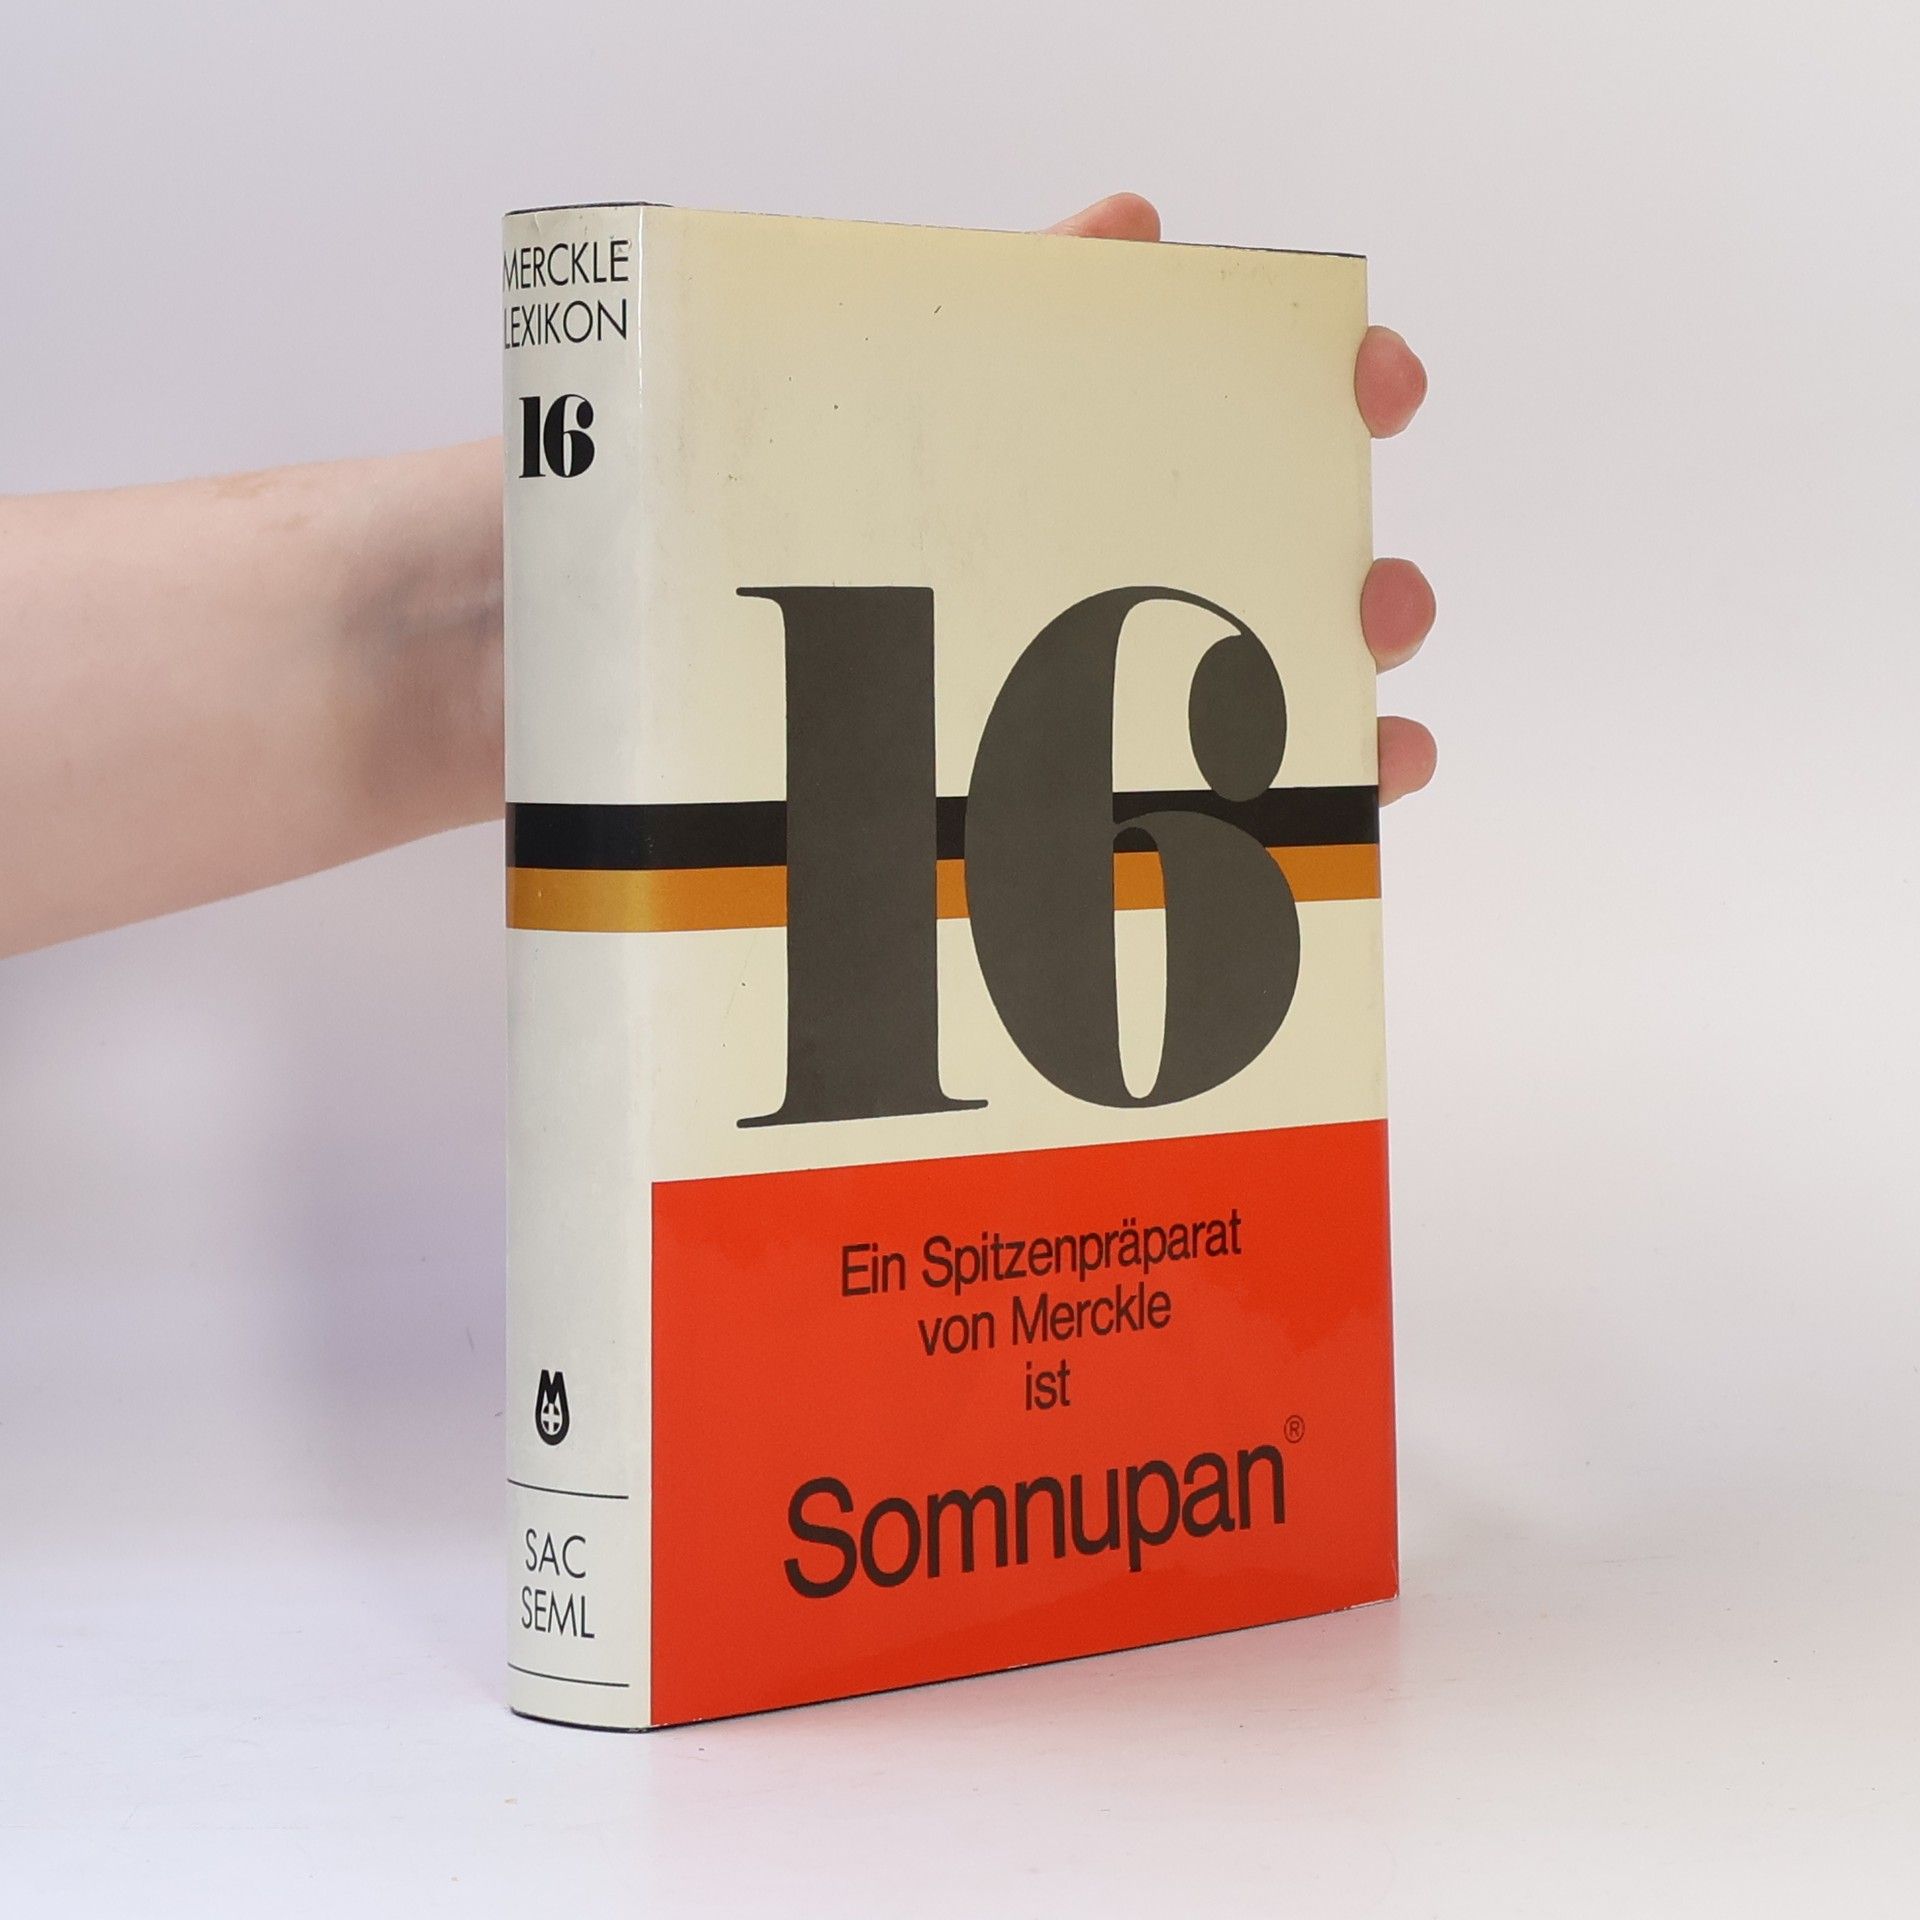 MERCKLE
LEXIKON
16
M
SAC
SEML
16
Ein Spitzenpräparat
von Merckle
ist
Somnupan®